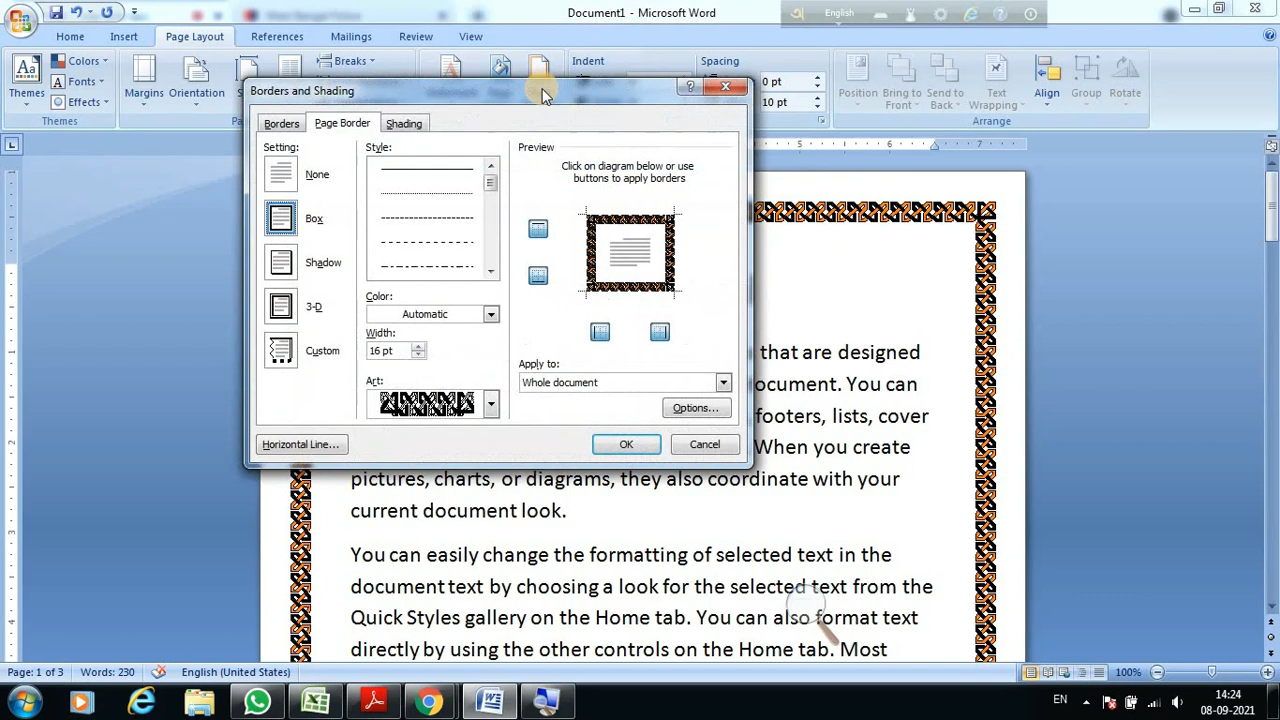 Document1 - Microsoft Word
English
Home Insert Page Layout References Mailings Review View
Themes
Colors
Fonts
Effects
Themes
Margins
Orientation
Breaks
Indent
Spacing
0 pt
10 pt
Position
Bring to Front
Send to Back
Text Wrapping
Align
Group
Rotate
Arrange
Borders and Shading
Borders Page Border Shading
Setting:
None
Box
Shadow
3-D
Custom
Style:
Color:
Automatic
Width:
16 pt
Art:
Preview
Click on diagram below or use
buttons to apply borders
Apply to:
Whole document
Options...
Horizontal Line...
OK
Cancel
5 6 7
1
2
3
that are designed
ocument. You can
footers, lists, cover
When you create
pictures, charts, or diagrams, they also coordinate with your
current document look.
You can easily change the formatting of selected text in the
document text by choosing a look for the selected text from the
Quick Styles gallery on the Home tab. You can also format text
directly by using the other controls on the Home tab. Most
Page: 1 of 3 Words: 230 English (United States) 100%
EN
14:24
08-09-2021